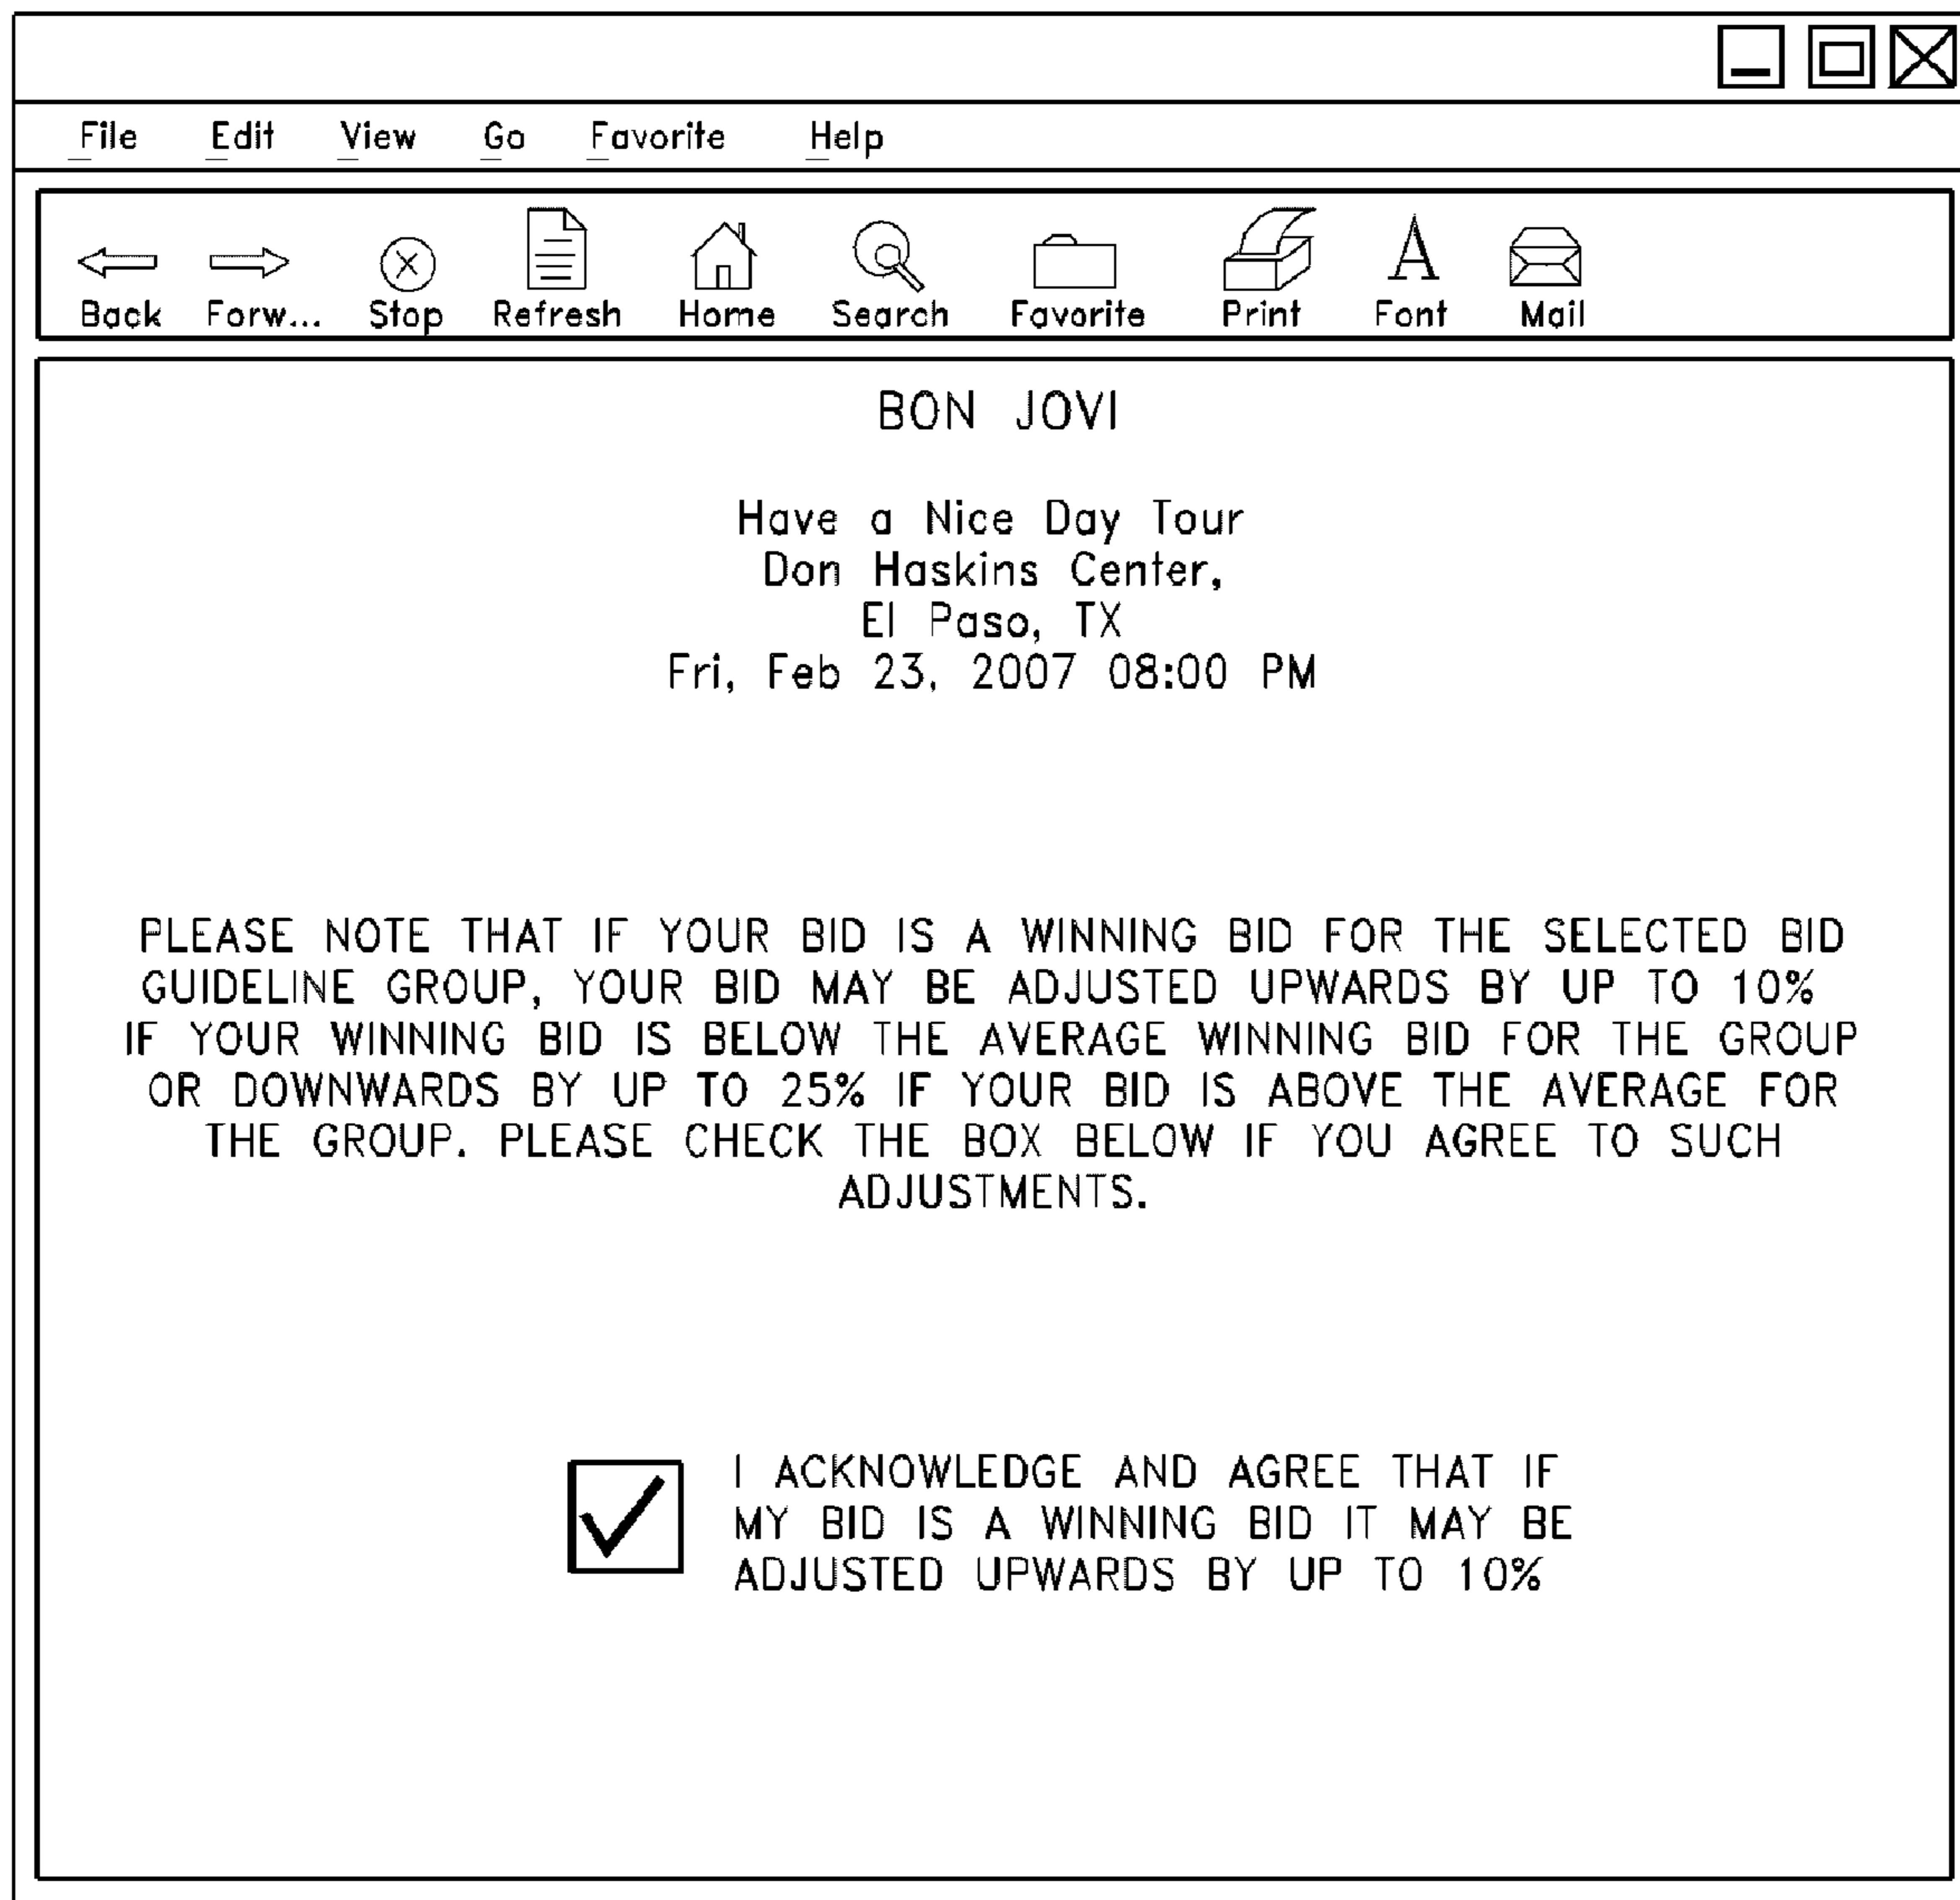 File Edit View Go Favorite Help
Back Forw... Stop Refresh Home Search Favorite Print Font Mail
BON JOVI
Have a Nice Day Tour
Don Haskins Center,
El Paso, TX
Fri, Feb 23, 2007 08:00 PM
PLEASE NOTE THAT IF YOUR BID IS A WINNING BID FOR THE SELECTED BID
GUIDELINE GROUP, YOUR BID MAY BE ADJUSTED UPWARDS BY UP TO 10%
IF YOUR WINNING BID IS BELOW THE AVERAGE WINNING BID FOR THE GROUP
OR DOWNWARDS BY UP TO 25% IF YOUR BID IS ABOVE THE AVERAGE FOR
THE GROUP. PLEASE CHECK THE BOX BELOW IF YOU AGREE TO SUCH
ADJUSTMENTS.
I ACKNOWLEDGE AND AGREE THAT IF
MY BID IS A WINNING BID IT MAY BE
ADJUSTED UPWARDS BY UP TO 10%